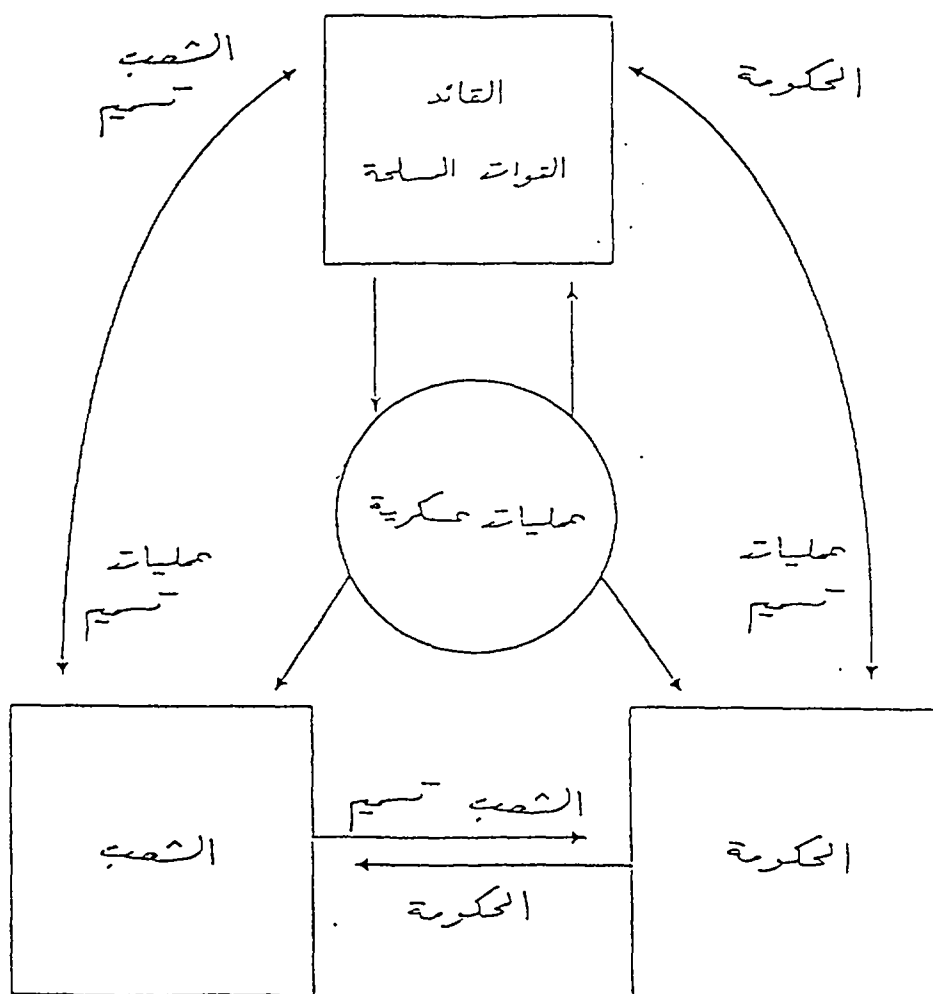 الشعب
تسميم
الحكومة
القائد
القوات المسلحة
عمليات عسكرية
عمليات
تسميم
عمليات
تسميم
الشعب تسميم
الشعب
الحكومة
الحكومة